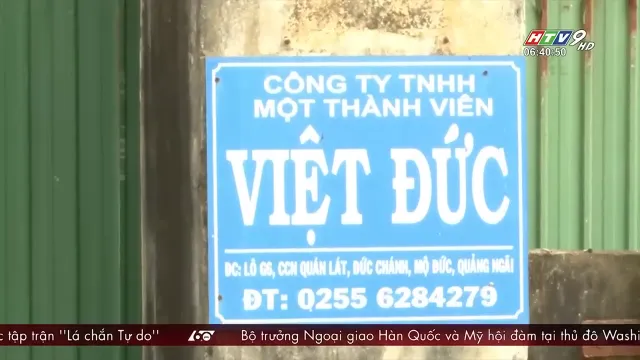 HTV9 HD
06:40:50
CÔNG TY TNHH
MỘT THÀNH VIÊN
VIỆT ĐỨC
ĐC: LÔ G6, CCN QUÁN LÁT, ĐỨC CHÁNH, MỘ ĐỨC, QUẢNG NGÃI
ĐT: 0255 6284279
c tập trận "Lá chắn Tự do" 60 Bộ trưởng Ngoại giao Hàn Quốc và Mỹ hội đàm tại thủ đô Washi